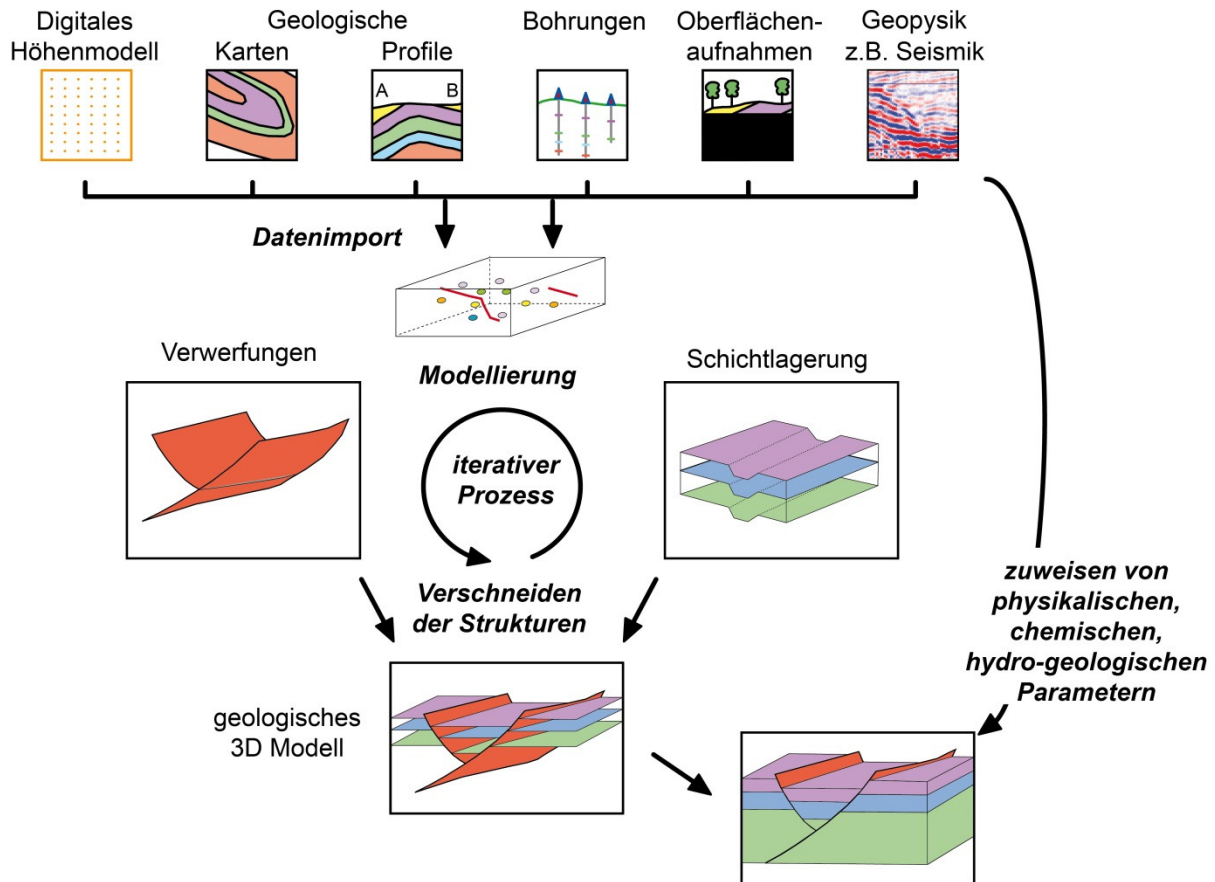 Digitales
Höhenmodell
Geologische
Karten
Profile
A
B
Bohrungen
Oberflächen-
aufnahmen
Geopysik
z.B. Seismik
Datenimport
Verwerfungen
Modellierung
Schichtlagerung
iterativer
Prozess
Verschneiden
der Strukturen
zuweisen von
physikalischen,
chemischen,
hydro-geologischen
Parametern
geologisches
3D Modell